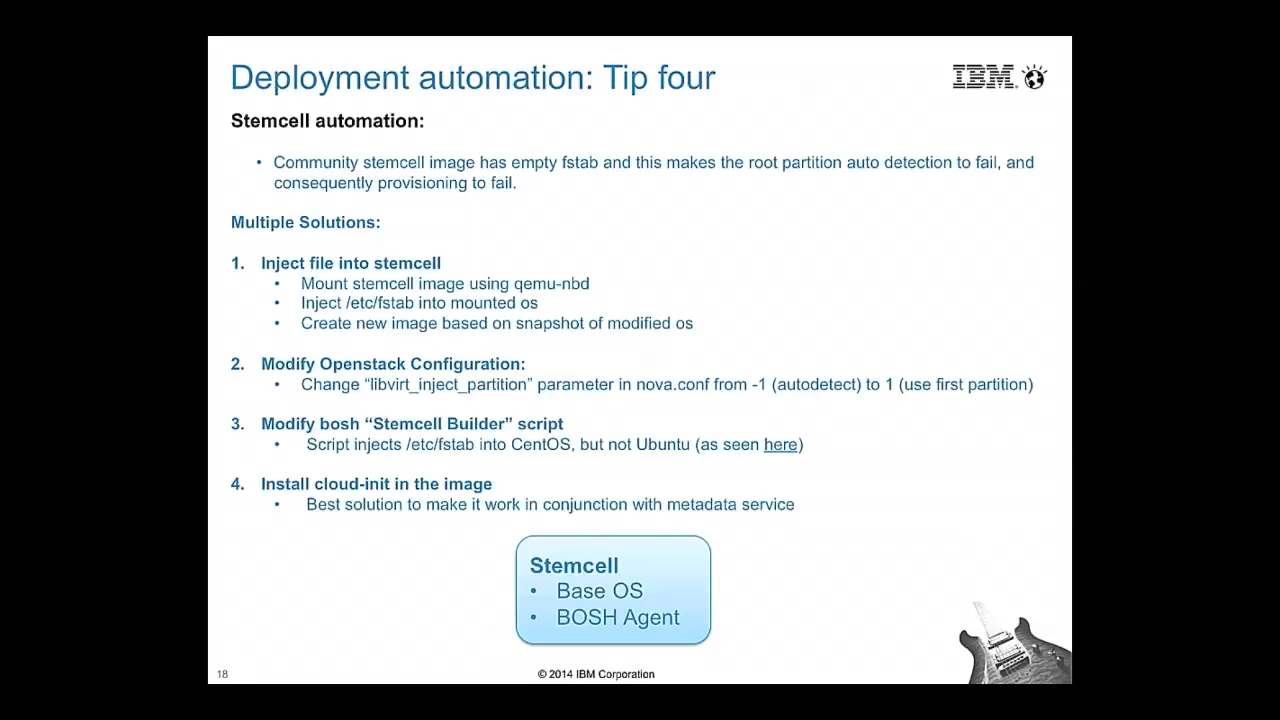 Deployment automation: Tip four
IBM
Stemcell automation:
• Community stemcell image has empty fstab and this makes the root partition auto detection to fail, and
consequently provisioning to fail.
Multiple Solutions:
1. Inject file into stemcell
• Mount stemcell image using qemu-nbd
• Inject /etc/fstab into mounted os
• Create new image based on snapshot of modified os
2. Modify Openstack Configuration:
• Change “libvirt_inject_partition” parameter in nova.conf from -1 (autodetect) to 1 (use first partition)
3. Modify bosh “Stemcell Builder” script
• Script injects /etc/fstab into CentOS, but not Ubuntu (as seen here)
4. Install cloud-init in the image
• Best solution to make it work in conjunction with metadata service
Stemcell
• Base OS
• BOSH Agent
18
© 2014 IBM Corporation